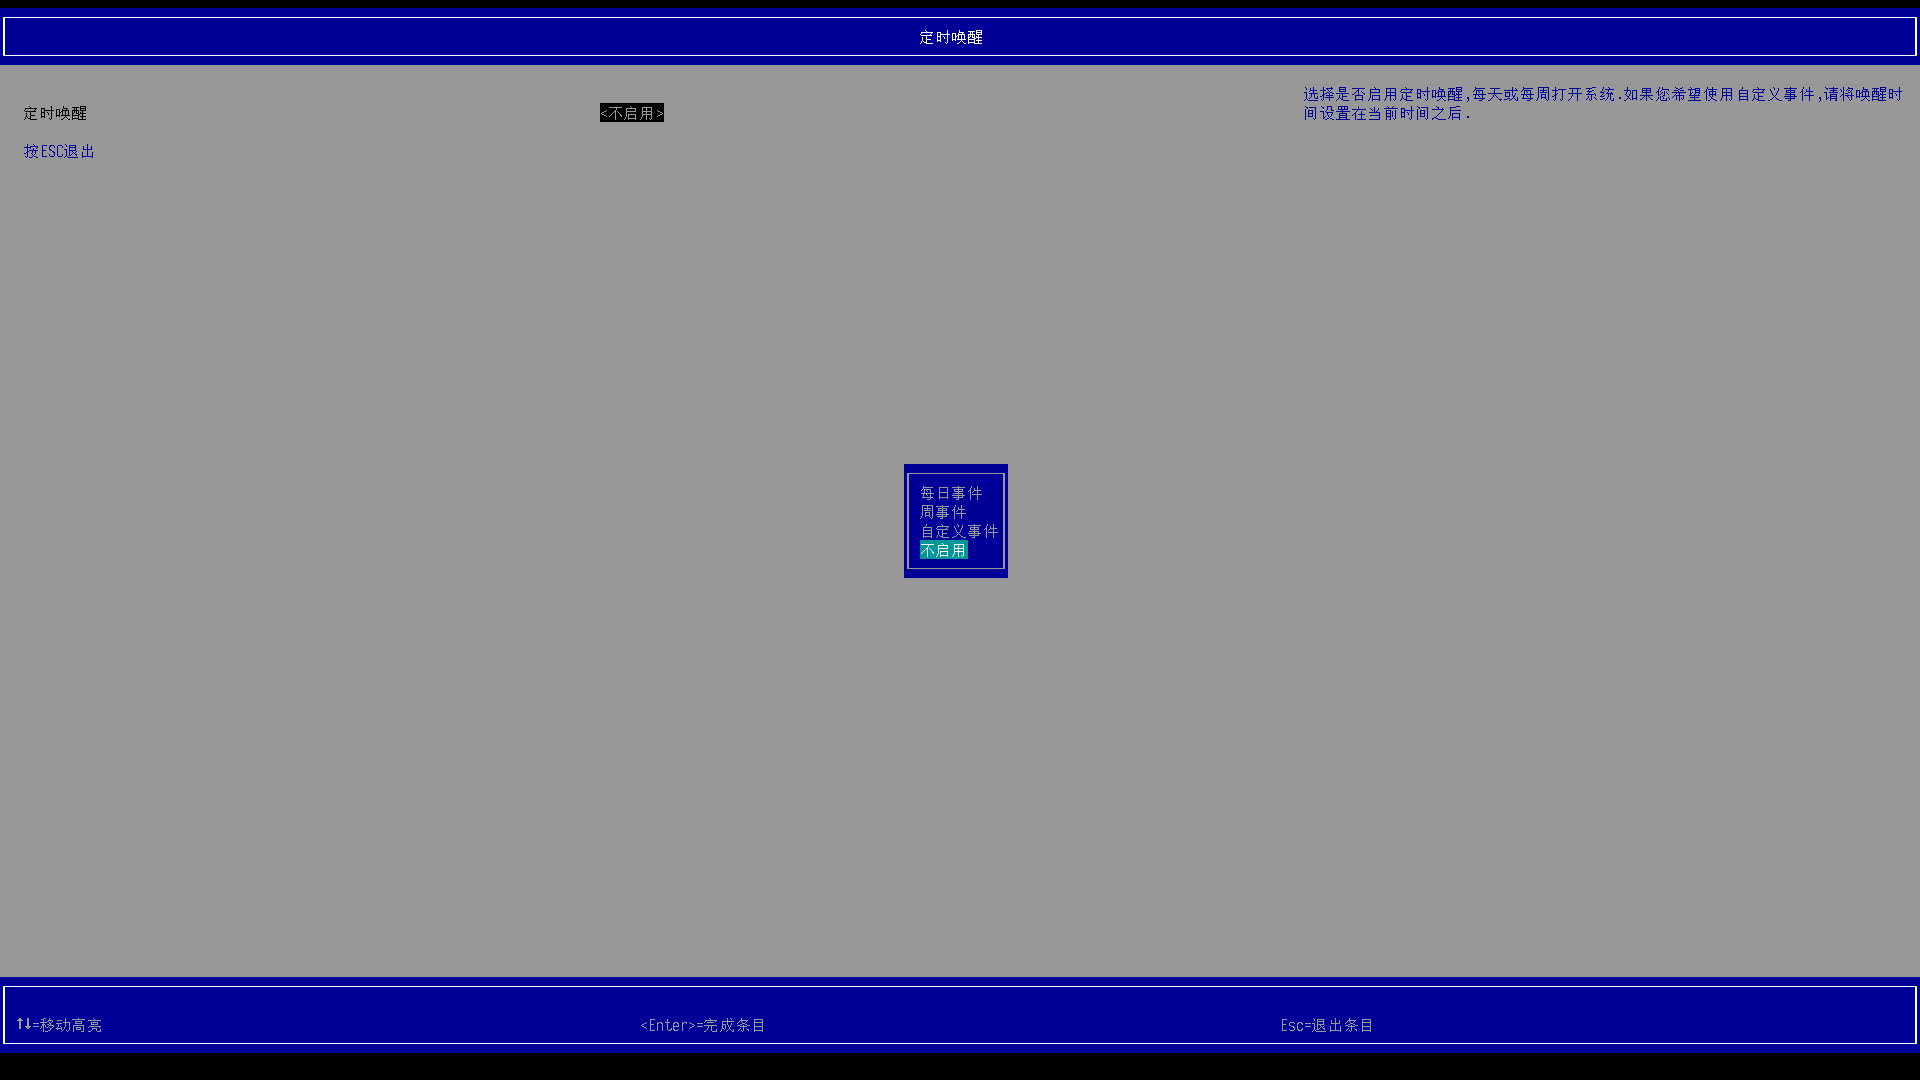 定时唤醒
定时唤醒 <不启用>
选择是否启用定时唤醒,每天或每周打开系统.如果您希望使用自定义事件,请将唤醒时
间设置在当前时间之后.
按ESC退出
每日事件
周事件
自定义事件
不启用
↑↓=移动高亮 <Enter>=完成条目 Esc=退出条目